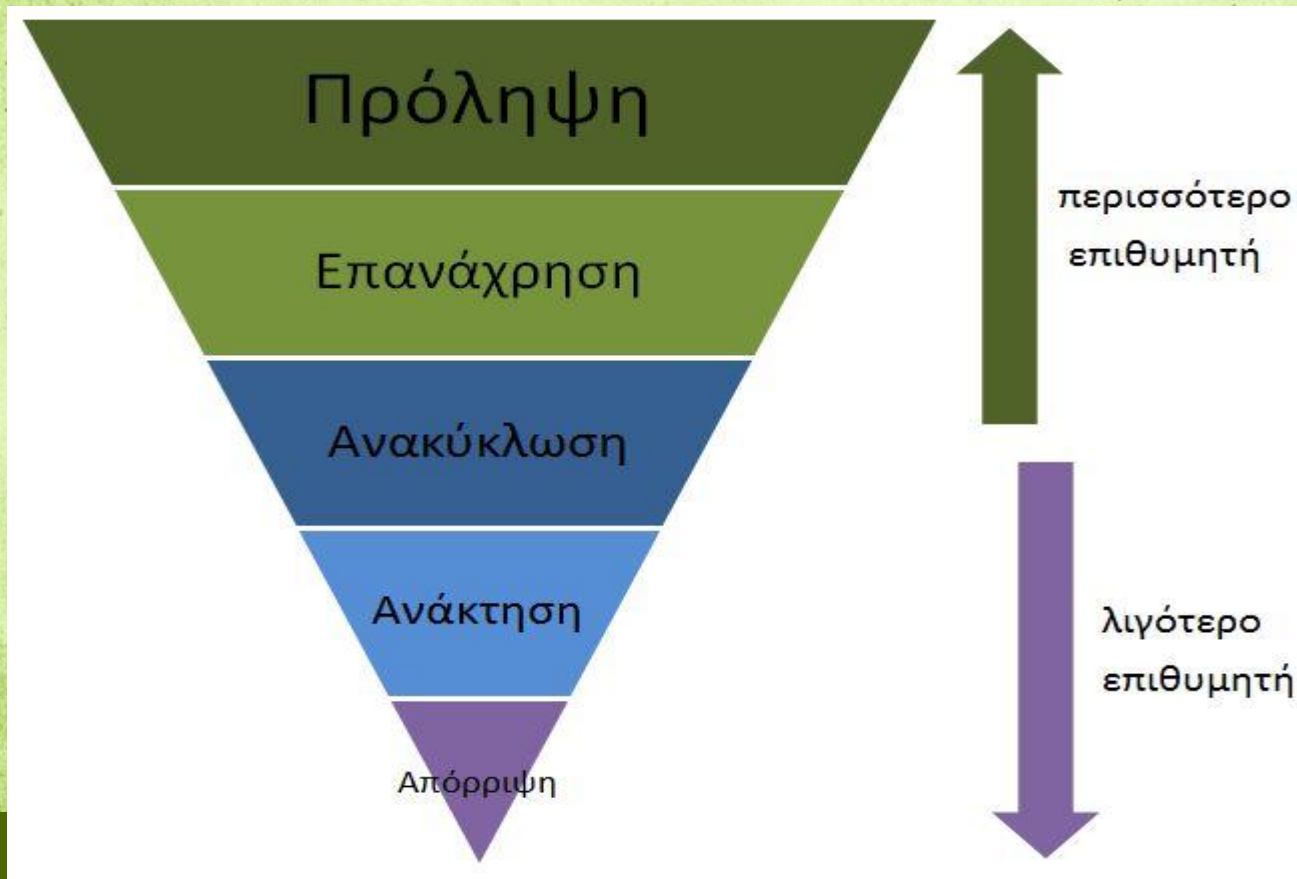 Πρόληψη
Επανάχρηση
Ανακύκλωση
Ανάκτηση
Απόρριψη
περισσότερο
επιθυμητή
λιγότερο
επιθυμητή